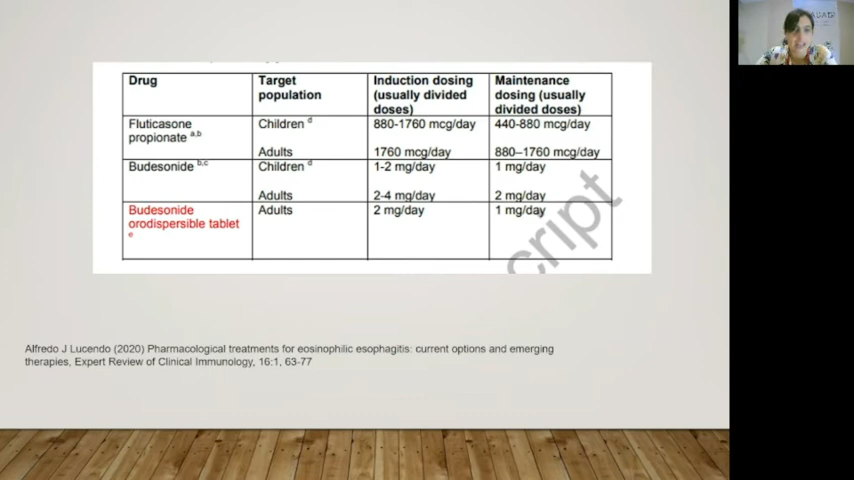 Drug Target population Induction dosing (usually divided doses) Maintenance dosing (usually divided doses)
Fluticasone propionate a,b Children d 880-1760 mcg/day 440-880 mcg/day
Adults 1760 mcg/day 880–1760 mcg/day
Budesonide b,c Children d 1-2 mg/day 1 mg/day
Adults 2-4 mg/day 2 mg/day
Budesonide orodispersible tablet e Adults 2 mg/day 1 mg/day
cript
Alfredo J Lucendo (2020) Pharmacological treatments for eosinophilic esophagitis: current options and emerging
therapies, Expert Review of Clinical Immunology, 16:1, 63-77